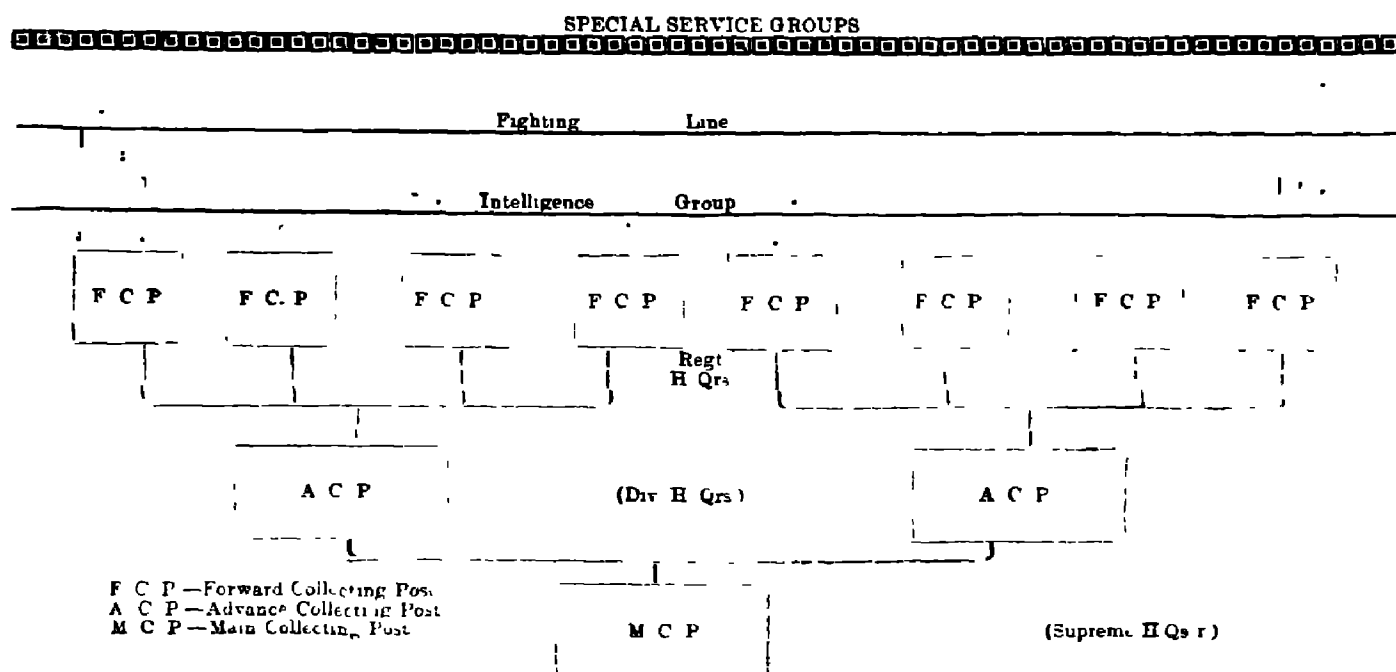 SPECIAL SERVICE GROUPS
Fighting Line
Intelligence Group
F C P F C. P F C P F C P F C P F C P F C P F C P
Regt
H Qrs
A C P (Div H Qrs) A C P
F C P —Forward Collecting Post
A C P —Advance Collecting Post
M C P —Main Collecting Post
M C P (Supreme H Qs r)